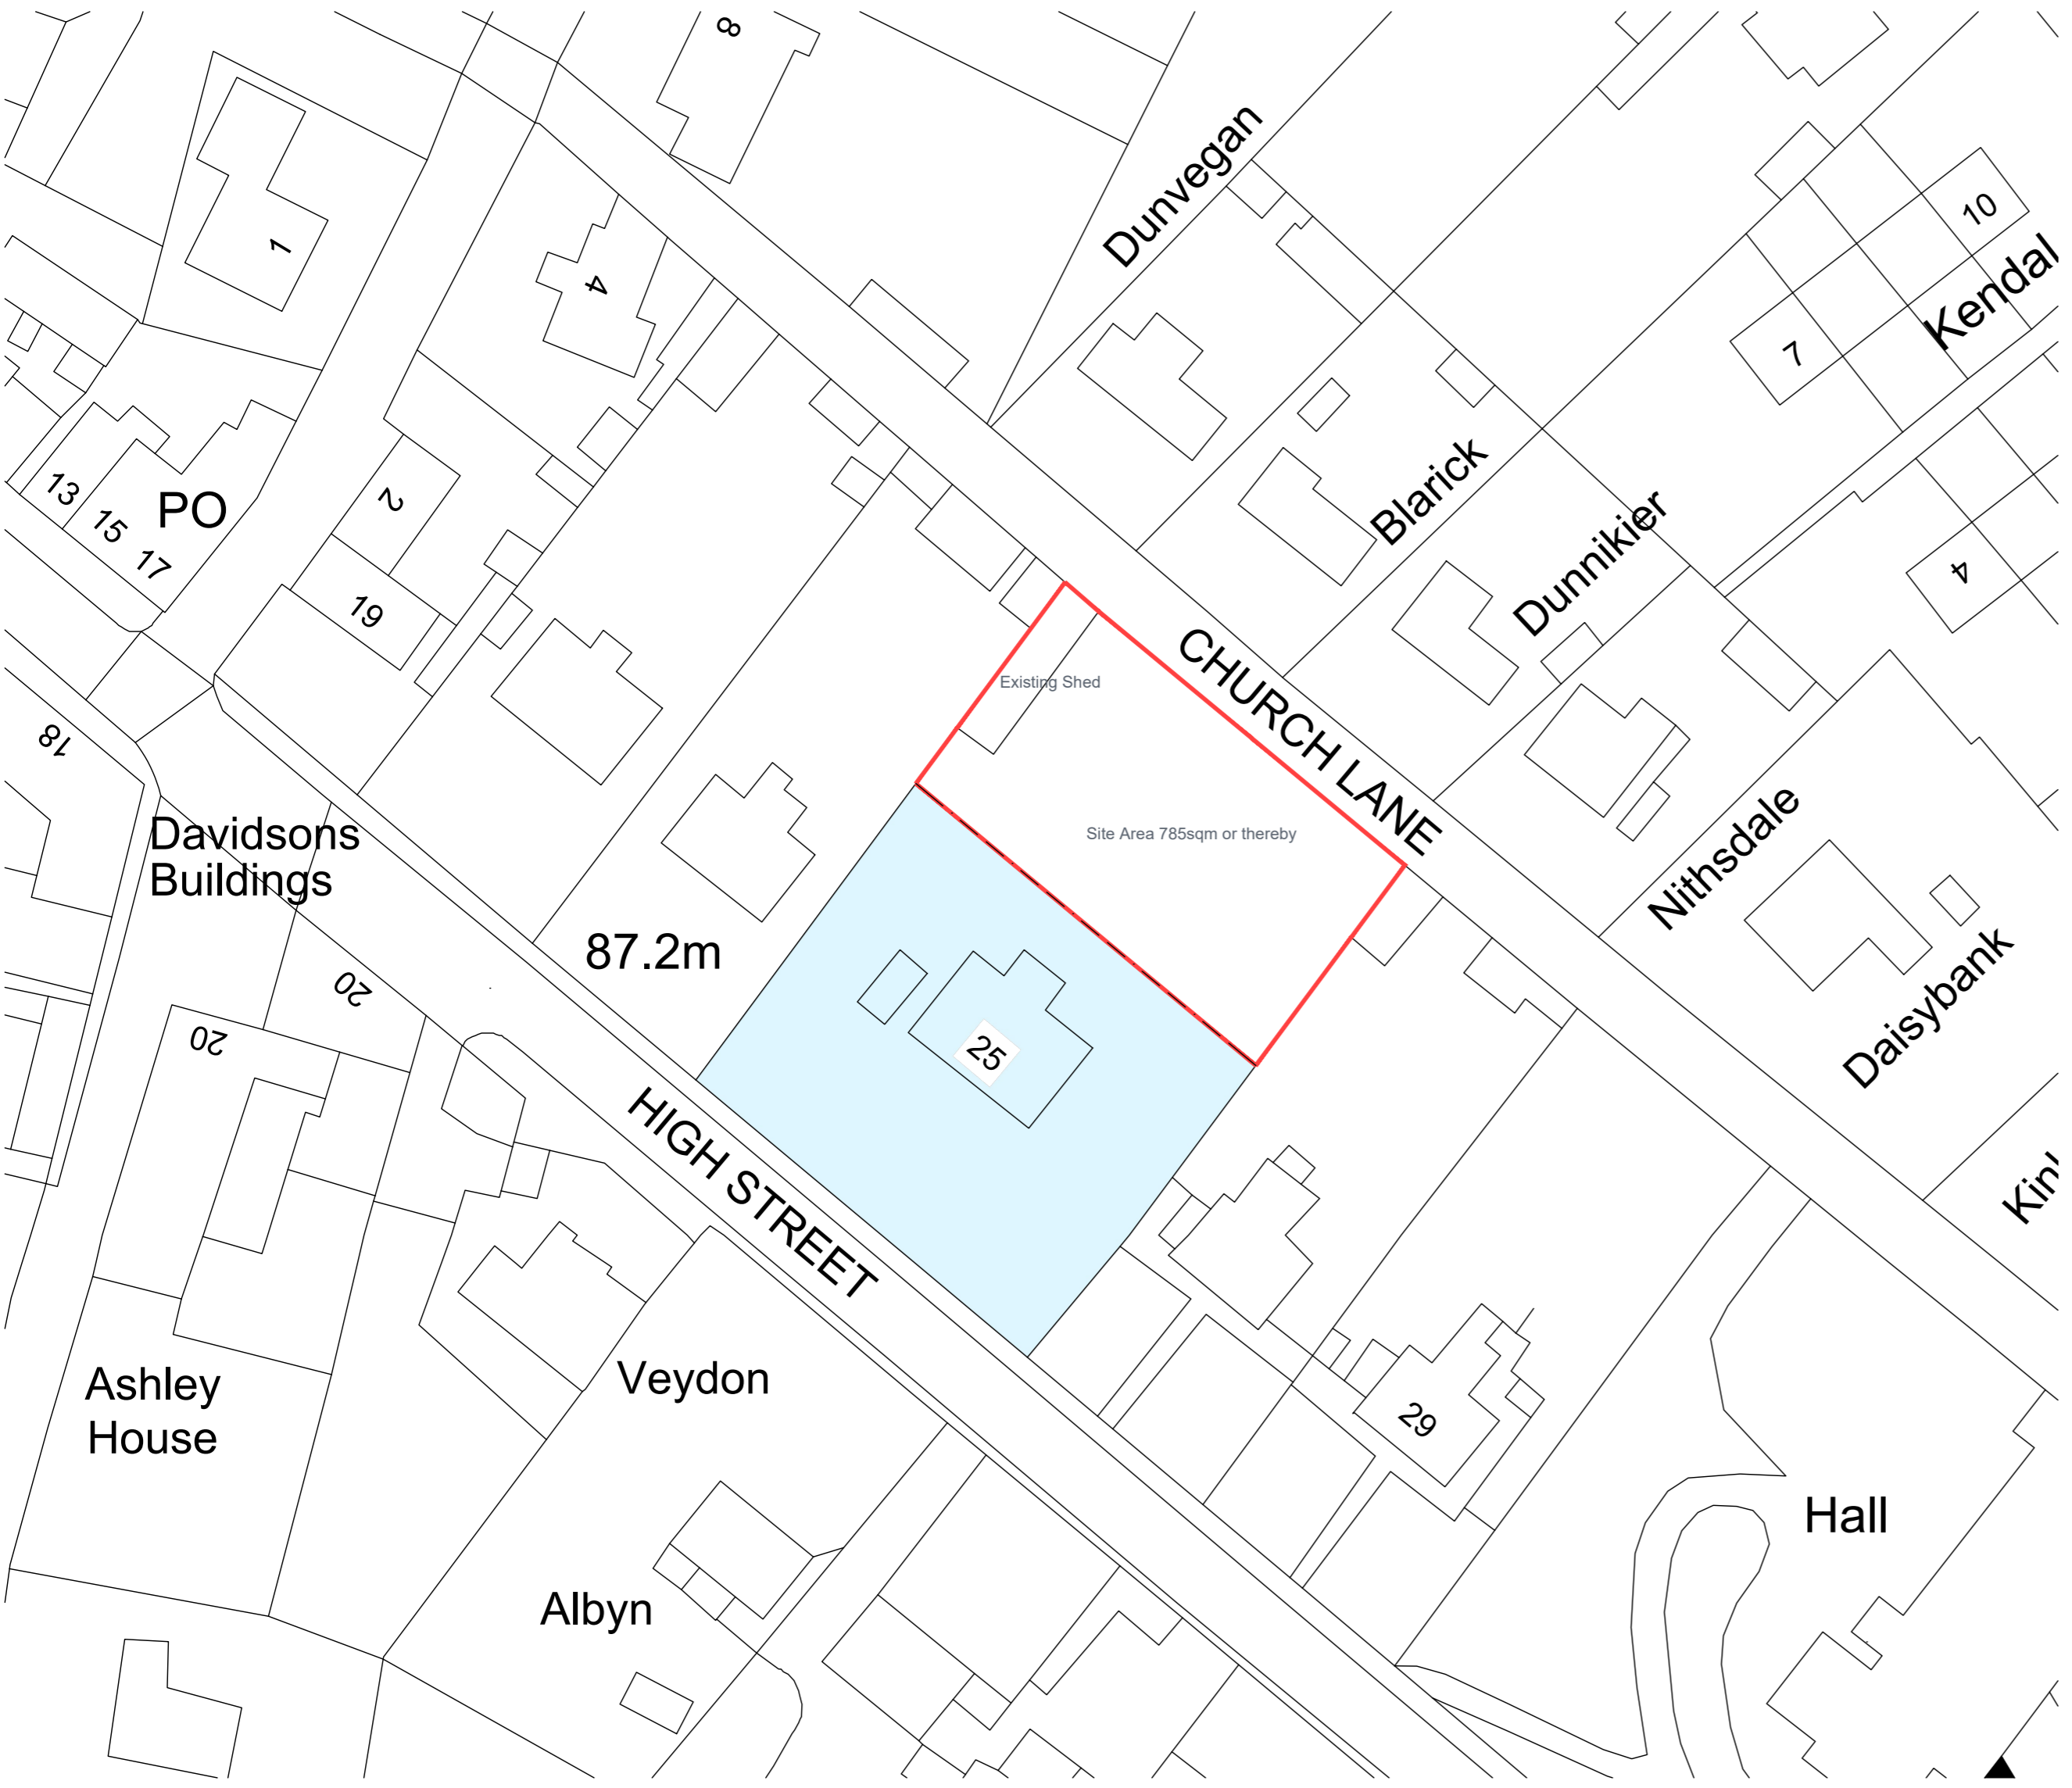 8
Dunvegan
10
1
4
Kendal
7
Blarick
13
PO
2
15
Dunnikier
17
4
19
CHURCH LANE
Existing Shed
18
Davidsons
Buildings
Site Area 785sqm or thereby
Nithsdale
87.2m
20
20
25
Daisybank
HIGH STREET
Kin
Ashley
House
Veydon
29
Hall
Albyn